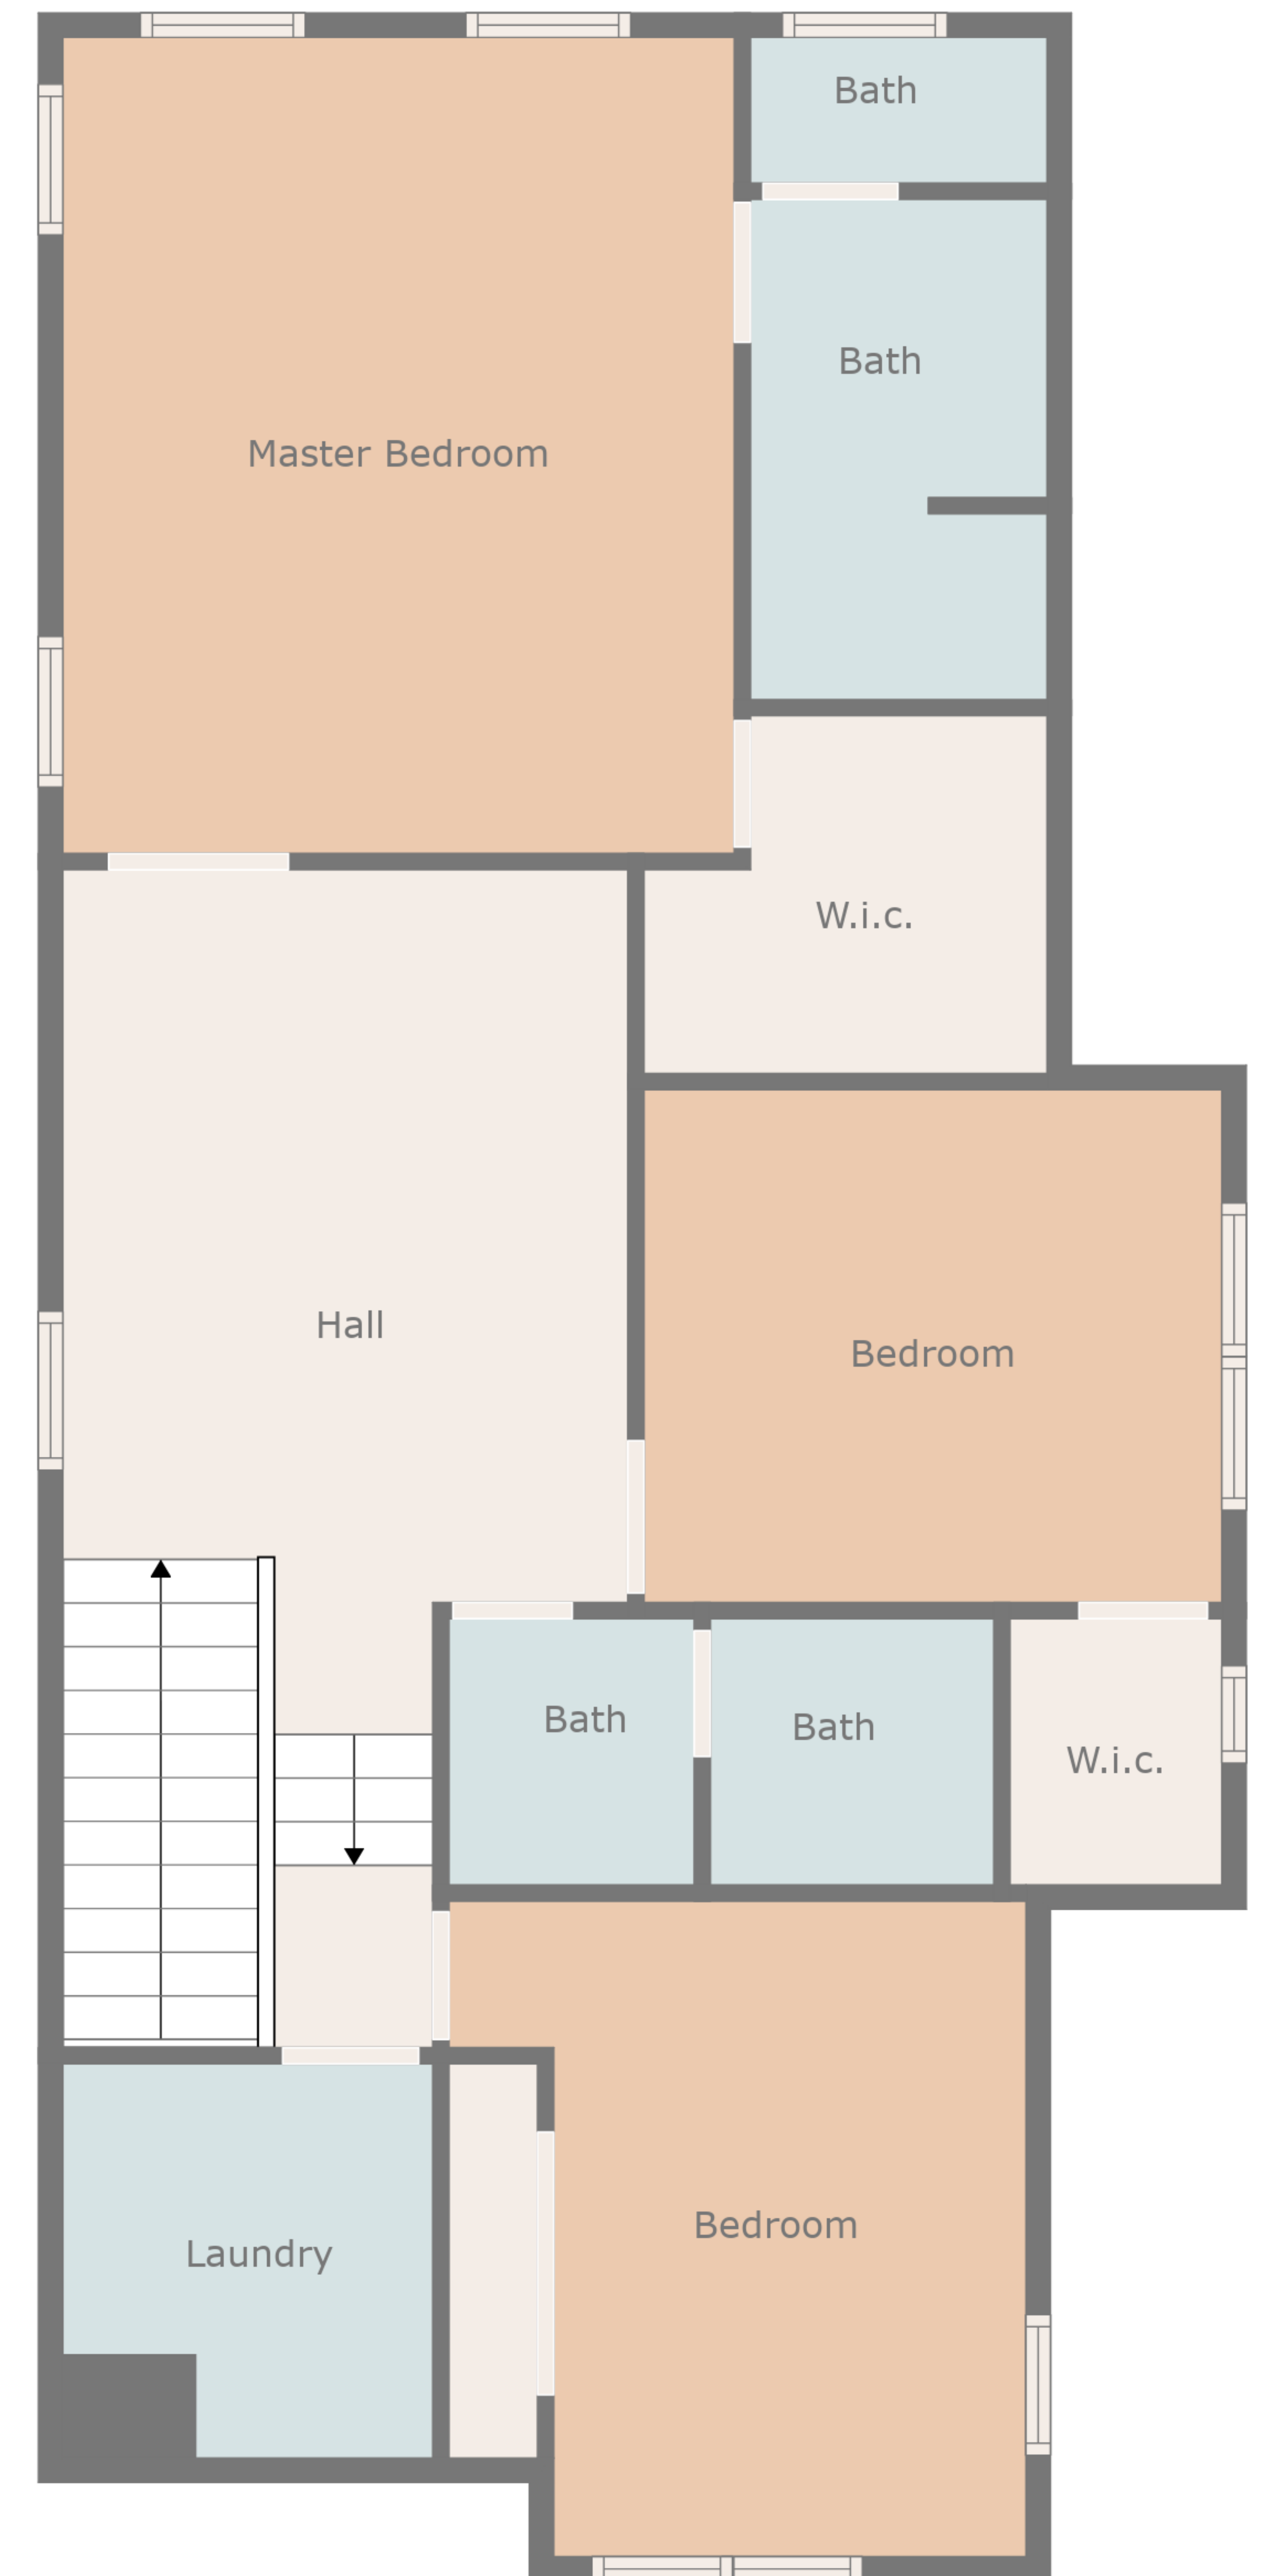 Bath
Bath
Master Bedroom
W.i.c.
Hall
Bedroom
Bath
Bath
W.i.c.
Bedroom
Laundry